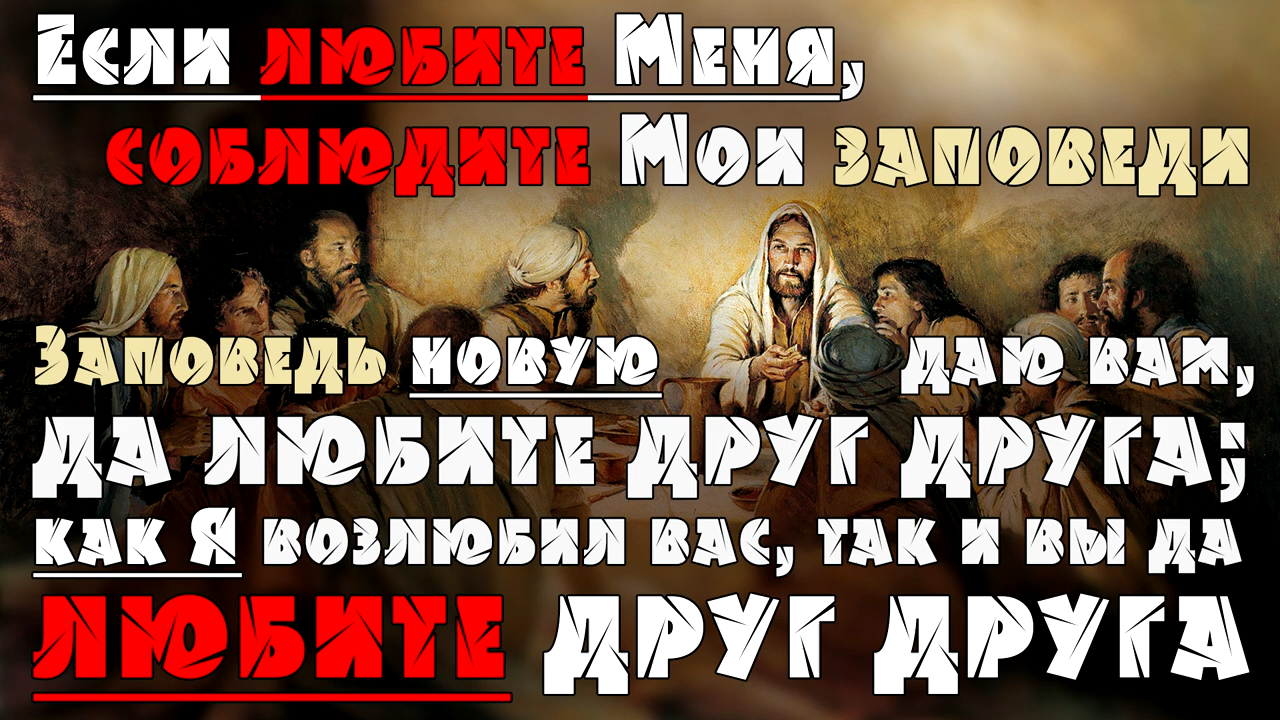 Если любите Меня,
соблюдите Мои заповеди
Заповедь новую даю вам,
да любите друг друга;
как Я возлюбил вас, так и вы да
любите друг друга